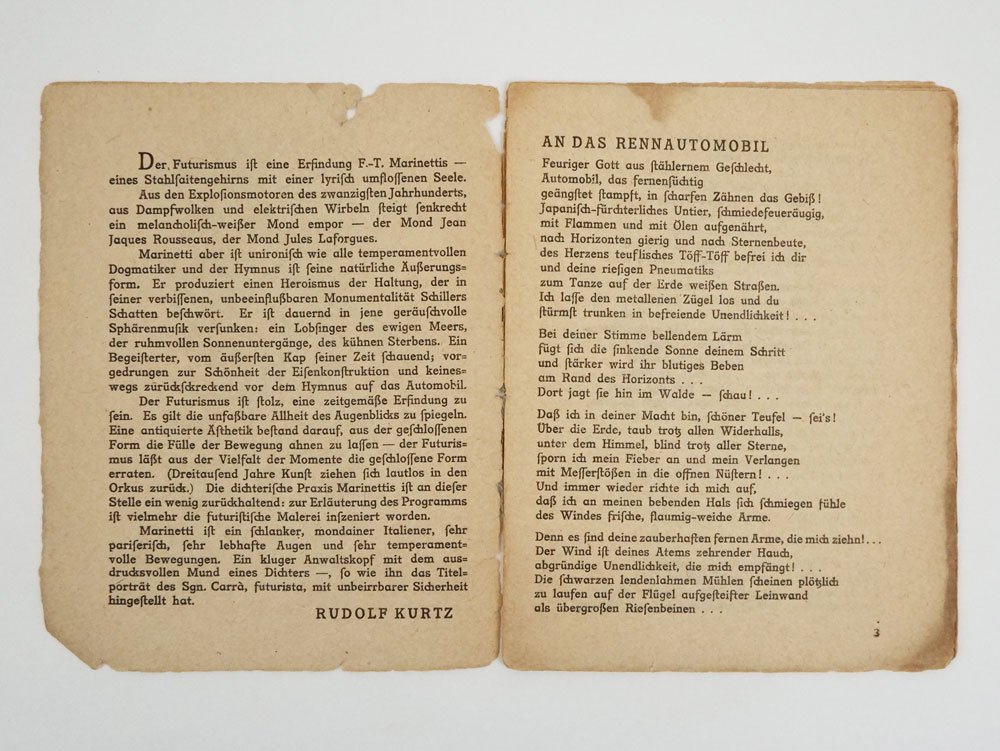 Der Futurismus iſt eine Erfindung F.-T. Marinettis —
eines Stahlſaitengehirns mit einer lyriſch umfloſſenen Seele.
Aus den Exploſionsmotoren des zwanzigſten Jahrhunderts,
aus Dampfwolken und elektriſchen Wirbeln ſteigt ſenkrecht
ein melancholiſch-weißer Mond empor — der Mond Jean
Jaques Rousseaus, der Mond Jules Laforgues.
Marinetti aber iſt unironiſch wie alle temperamentvollen
Dogmatiker und der Hymnus iſt ſeine natürliche Äußerungs=
form. Er produziert einen Heroismus der Haltung, der in
ſeiner verbiſſenen, unbeeinflußbaren Monumentalität Schillers
Schatten beſchwört. Er iſt dauernd in jene geräuſchvolle
Sphärenmuſik verſunken: ein Lobſinger des ewigen Meers,
der ruhmvollen Sonnenuntergänge, des kühnen Sterbens. Ein
Begeiſterter, vom äußerſten Kap ſeiner Zeit ſchauend; vor=
gedrungen zur Schönheit der Eiſenkonſtruktion und keines=
wegs zurückſckreckend vor dem Hymnus auf das Automobil.
Der Futurismus iſt ſtolz, eine zeitgemäße Erfindung zu
ſein. Es gilt die unfaßbare Allheit des Augenblicks zu ſpiegeln.
Eine antiquierte Äſthetik beſtand darauf, aus der geſchloſſenen
Form die Fülle der Bewegung ahnen zu laſſen — der Futuris=
mus läßt aus der Vielfalt der Momente die geſchloſſene Form
erraten. (Dreitauſend Jahre Kunſt ziehen ſich lautlos in den
Orkus zurück.) Die dichteriſche Praxis Marinettis iſt an dieſer
Stelle ein wenig zurückhaltend: zur Erläuterung des Programms
iſt vielmehr die futuriſtiſche Malerei inſzeniert worden.
Marinetti iſt ein ſchlanker, mondainer Italiener, ſehr
pariſeriſch, ſehr lebhafte Augen und ſehr temperament=
volle Bewegungen. Ein kluger Anwaltskopf mit dem aus=
drucksvollen Mund eines Dichters —, ſo wie ihn das Titel=
porträt des Sgn. Carrà, futurista, mit unbeirrbarer Sicherheit
hingeſtellt hat.
RUDOLF KURTZ
AN DAS RENNAUTOMOBIL
Feuriger Gott aus ſtählernem Geſchlecht,
Automobil, das fernenſüchtig
geängſtet ſtampft, in ſcharfen Zähnen das Gebiß!
Japaniſch-fürchterliches Untier, ſchmiedefeueräugig,
mit Flammen und mit Ölen aufgenährt,
nach Horizonten gierig und nach Sternenbeute,
des Herzens teufliſches Töff-Töff befrei ich dir
und deine rieſigen Pneumatiks
zum Tanze auf der Erde weißen Straßen.
Ich laſſe den metallenen Zügel los und du
ſtürmſt trunken in befreiende Unendlichkeit! . . .
Bei deiner Stimme bellendem Lärm
fügt ſich die ſinkende Sonne deinem Schritt
und ſtärker wird ihr blutiges Beben
am Rand des Horizonts . . .
Dort jagt ſie hin im Walde — ſchau! . . .
Daß ich in deiner Macht bin, ſchöner Teufel — ſei's!
Über die Erde, taub trotz allen Widerhalls,
unter dem Himmel, blind trotz aller Sterne,
ſporn ich mein Fieber an und mein Verlangen
mit Meſſerſtößen in die offnen Nüſtern! . . .
Und immer wieder richte ich mich auf,
daß ich an meinen bebenden Hals ſich ſchmiegen fühle
des Windes friſche, flaumig-weiche Arme.
Denn es ſind deine zauberhaften fernen Arme, die mich ziehn! . . .
Der Wind iſt deines Atems zehrender Hauch,
abgründige Unendlichkeit, die mich empfängt! . . .
Die ſchwarzen lendenlahmen Mühlen ſcheinen plötzlich
zu laufen auf der Flügel aufgeſteifter Leinwand
als übergroßen Rieſenbeinen . . .
3